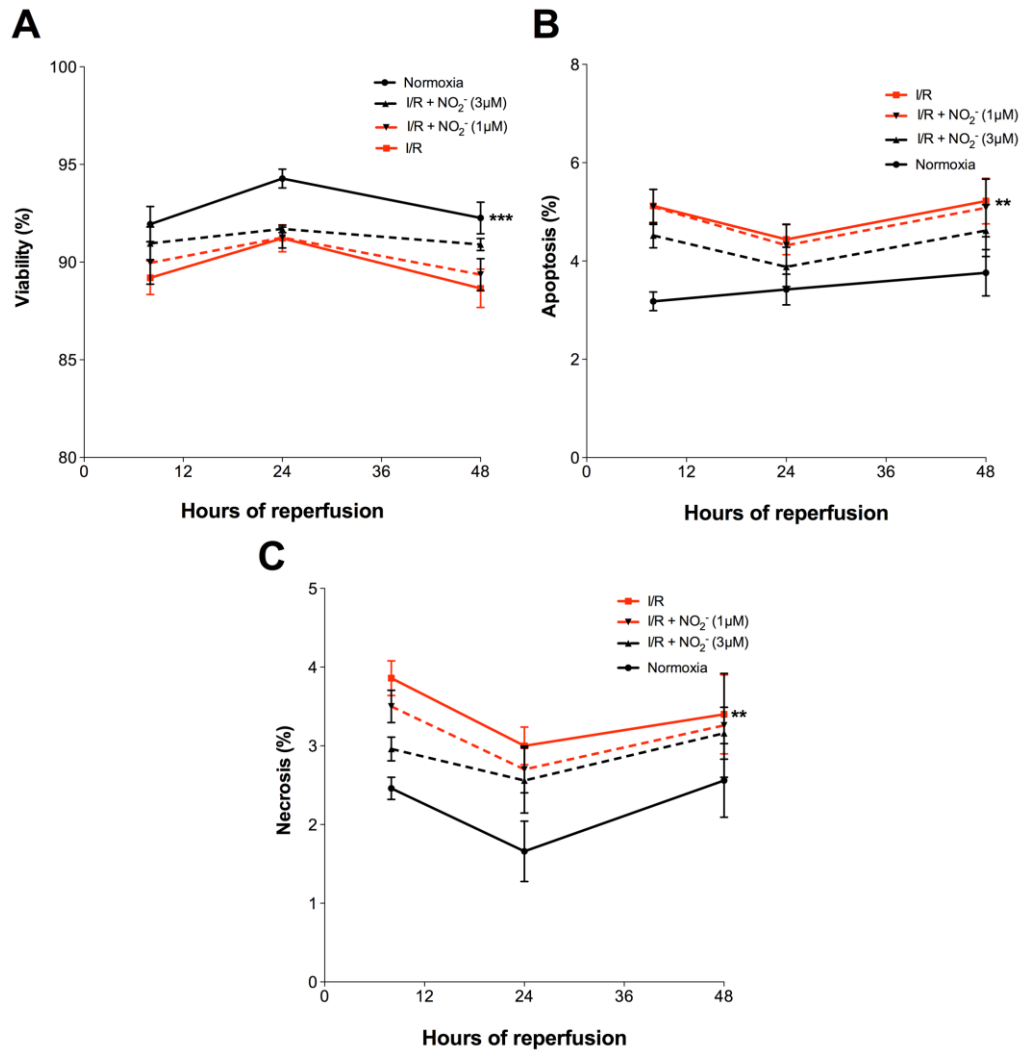 A
Viability (%)
100
95
90
85
80
0 12 24 36 48
Hours of reperfusion
Normoxia
I/R + NO₂⁻ (3μM)
I/R + NO₂⁻ (1μM)
I/R
***
B
Apoptosis (%)
8
6
4
2
0
0 12 24 36 48
Hours of reperfusion
I/R
I/R + NO₂⁻ (1μM)
I/R + NO₂⁻ (3μM)
Normoxia
**
C
Necrosis (%)
5
4
3
2
1
0
0 12 24 36 48
Hours of reperfusion
I/R
I/R + NO₂⁻ (1μM)
I/R + NO₂⁻ (3μM)
Normoxia
**